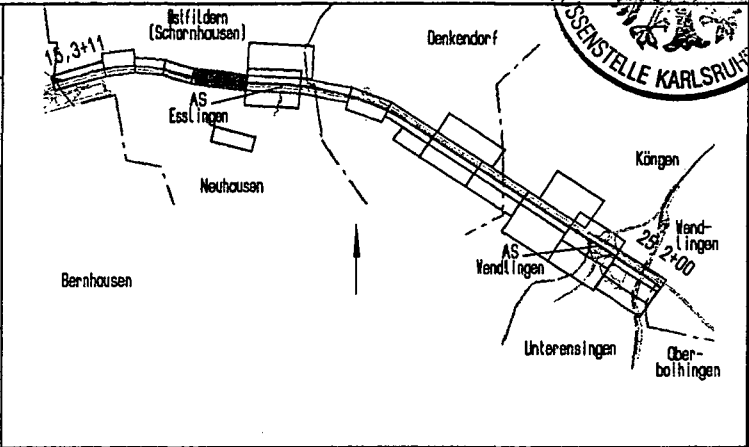 Ostfildern
(Scharnhausen)
Denkendorf
SSENSTELLE KARLSRUH
15,3+11
AS
Esslingen
Neuhausen
Köngen
Wend-
lingen
25,2+00
AS
Wendlingen
Bernhausen
Unterensingen
Ober-
boihingen